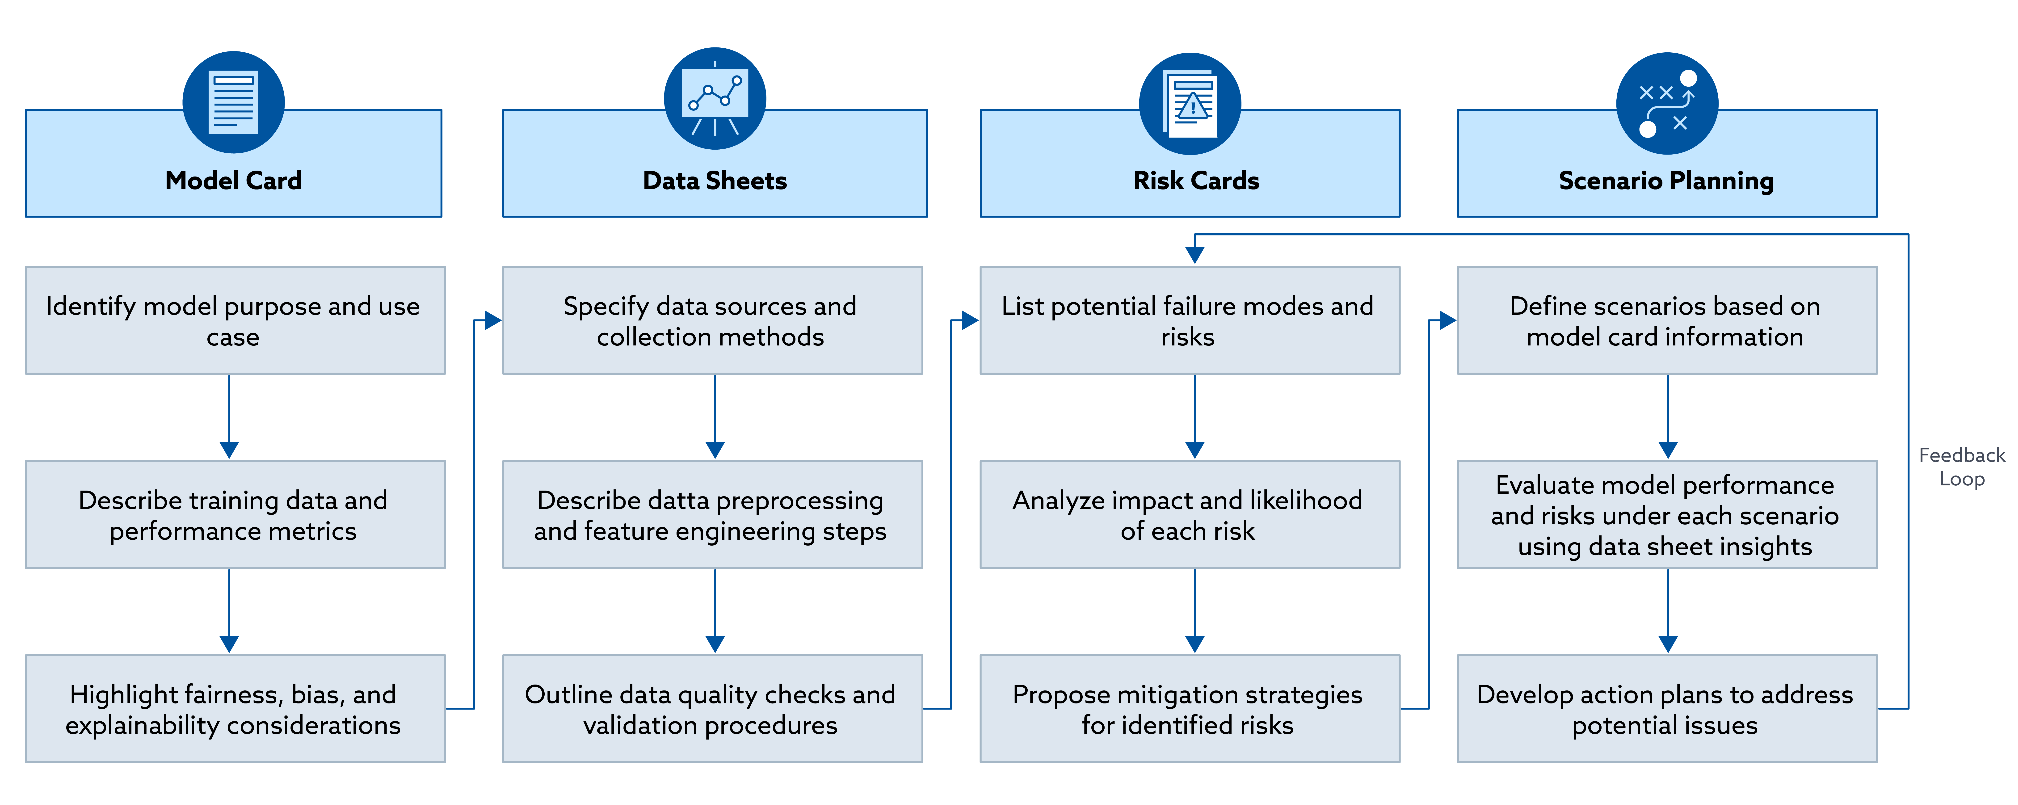 Model Card
Identify model purpose and use
case
Describe training data and
performance metrics
Highlight fairness, bias, and
explainability considerations
Data Sheets
Specify data sources and
collection methods
Describe datta preprocessing
and feature engineering steps
Outline data quality checks and
validation procedures
Risk Cards
List potential failure modes and
risks
Analyze impact and likelihood
of each risk
Propose mitigation strategies
for identified risks
Scenario Planning
Define scenarios based on
model card information
Evaluate model performance
and risks under each scenario
using data sheet insights
Develop action plans to address
potential issues
Feedback
Loop